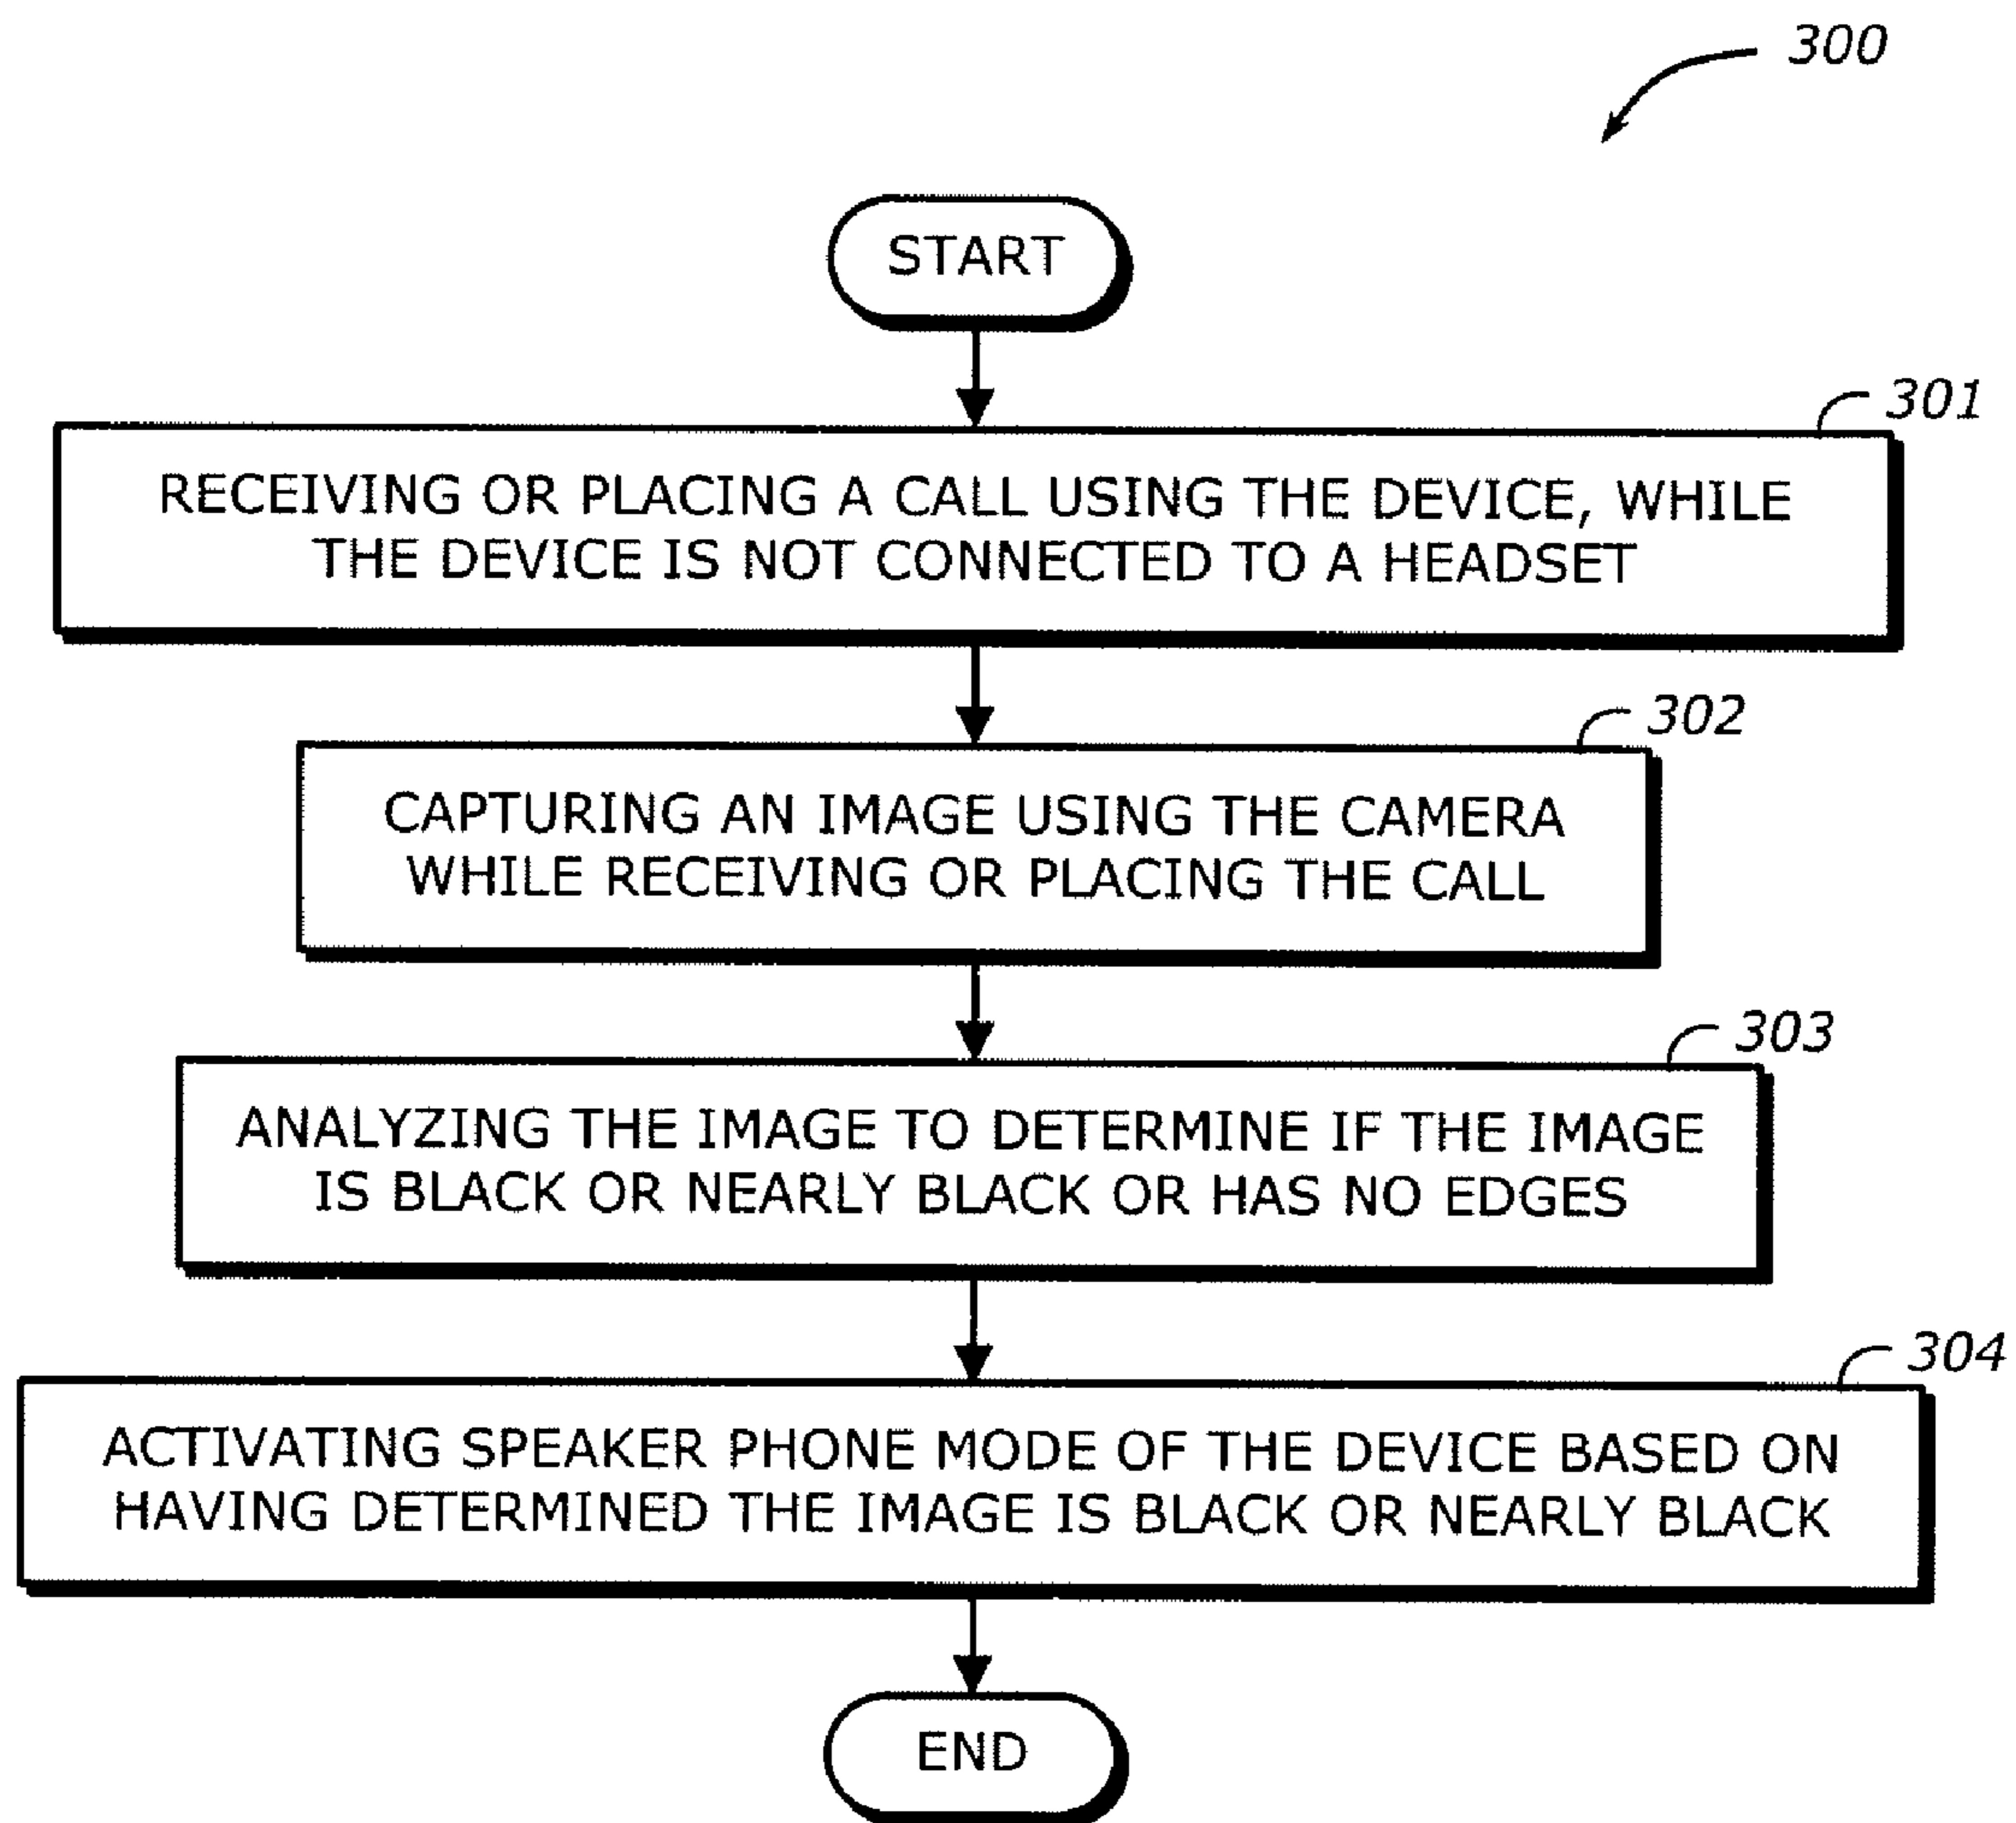 300
START
301
RECEIVING OR PLACING A CALL USING THE DEVICE, WHILE
THE DEVICE IS NOT CONNECTED TO A HEADSET
302
CAPTURING AN IMAGE USING THE CAMERA
WHILE RECEIVING OR PLACING THE CALL
303
ANALYZING THE IMAGE TO DETERMINE IF THE IMAGE
IS BLACK OR NEARLY BLACK OR HAS NO EDGES
304
ACTIVATING SPEAKER PHONE MODE OF THE DEVICE BASED ON
HAVING DETERMINED THE IMAGE IS BLACK OR NEARLY BLACK
END